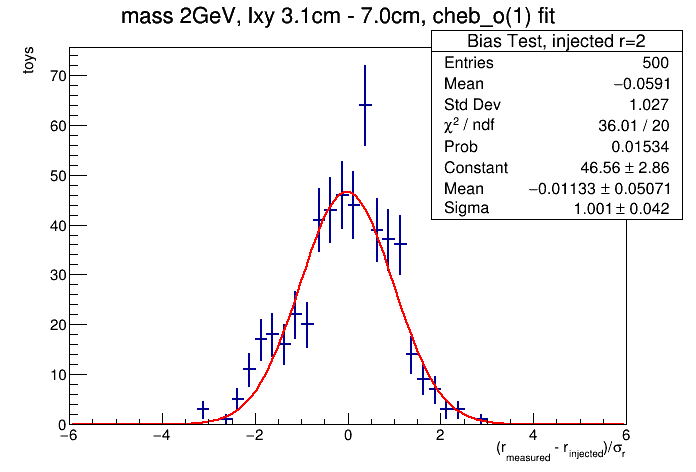 mass 2GeV, lxy 3.1cm - 7.0cm, cheb_o(1) fit
Bias Test, injected r=2
Entries 500
Mean −0.0591
Std Dev 1.027
χ² / ndf 36.01 / 20
Prob 0.01534
Constant 46.56 ± 2.86
Mean −0.01133 ± 0.05071
Sigma 1.001 ± 0.042
toys
70
60
50
40
30
20
10
0
−6 −4 −2 0 2 4 6
(r_measured - r_injected)/σ_r